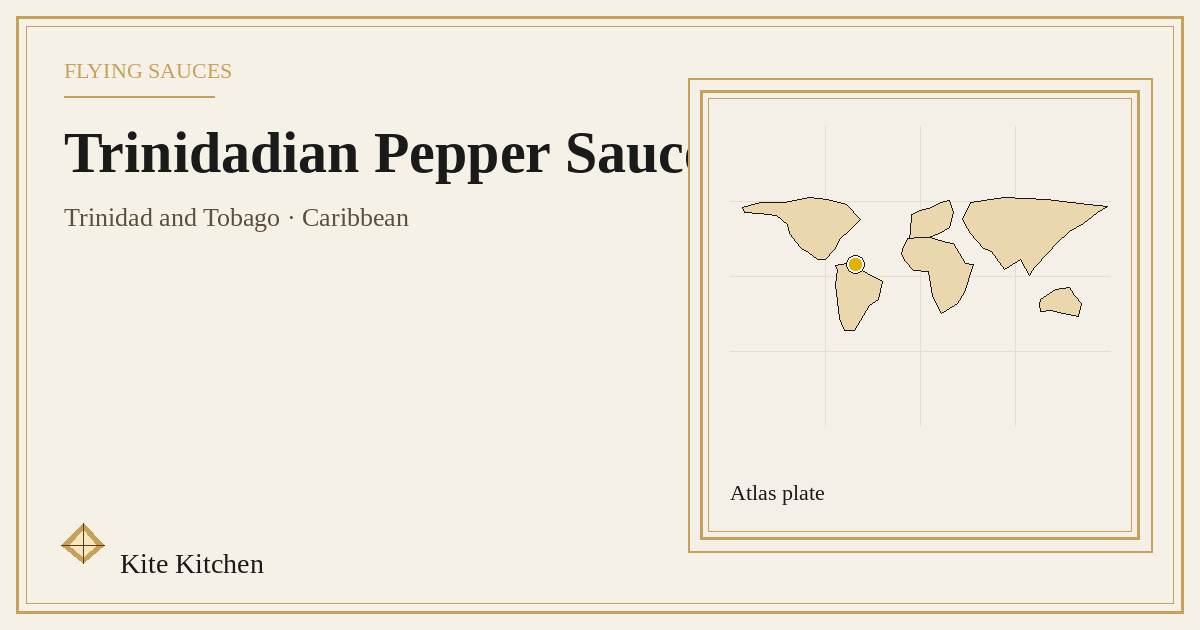 FLYING SAUCES
Trinidadian Pepper Sauc
Trinidad and Tobago · Caribbean
Atlas plate
Kite Kitchen